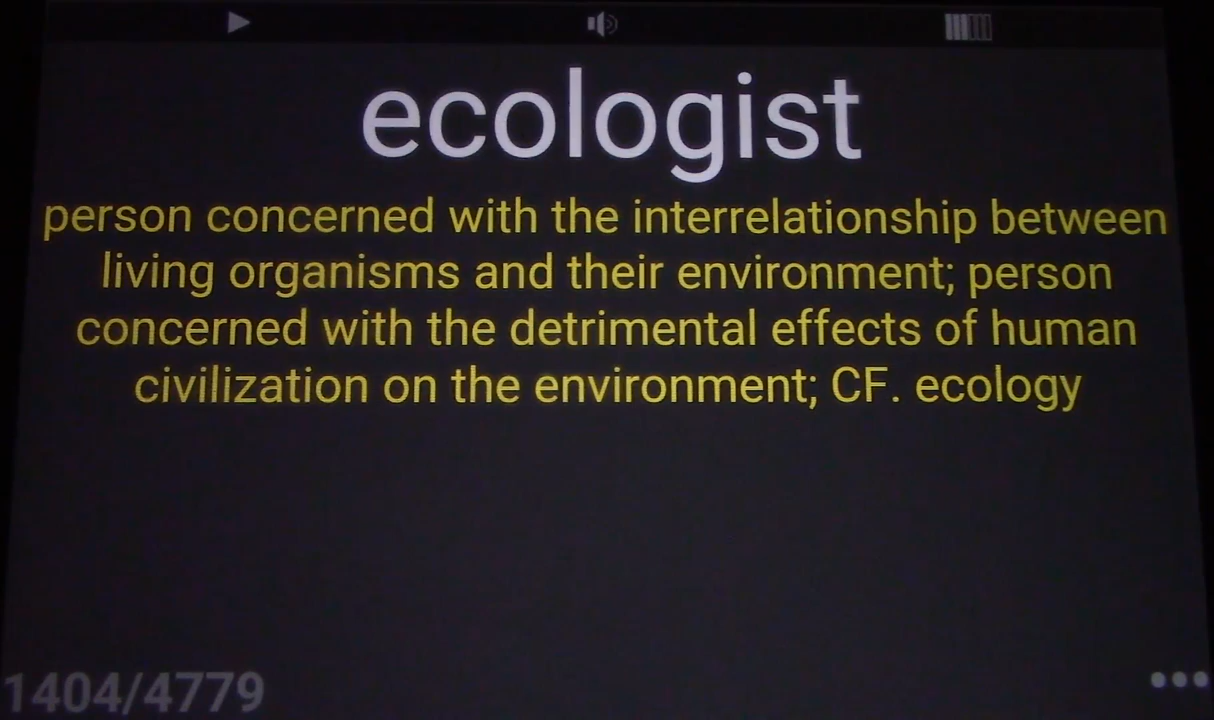 ecologist
person concerned with the interrelationship between
living organisms and their environment; person
concerned with the detrimental effects of human
civilization on the environment; CF. ecology
1404/4779